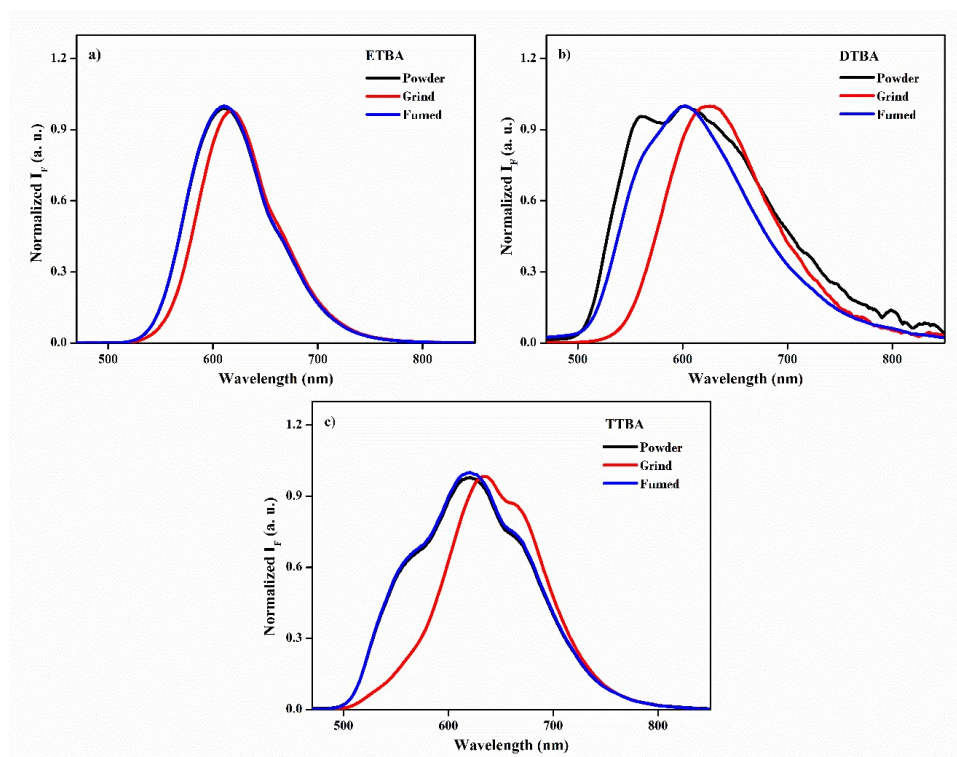 a)
ETBA
Powder
Grind
Fumed
Normalized I_F (a. u.)
1.2
0.9
0.6
0.3
0.0
500 600 700 800
Wavelength (nm)
b)
DTBA
Powder
Grind
Fumed
Normalized I_F (a. u.)
1.2
0.9
0.6
0.3
0.0
500 600 700 800
Wavelength (nm)
c)
TTBA
Powder
Grind
Fumed
Normalized I_F (a. u.)
1.2
0.9
0.6
0.3
0.0
500 600 700 800
Wavelength (nm)